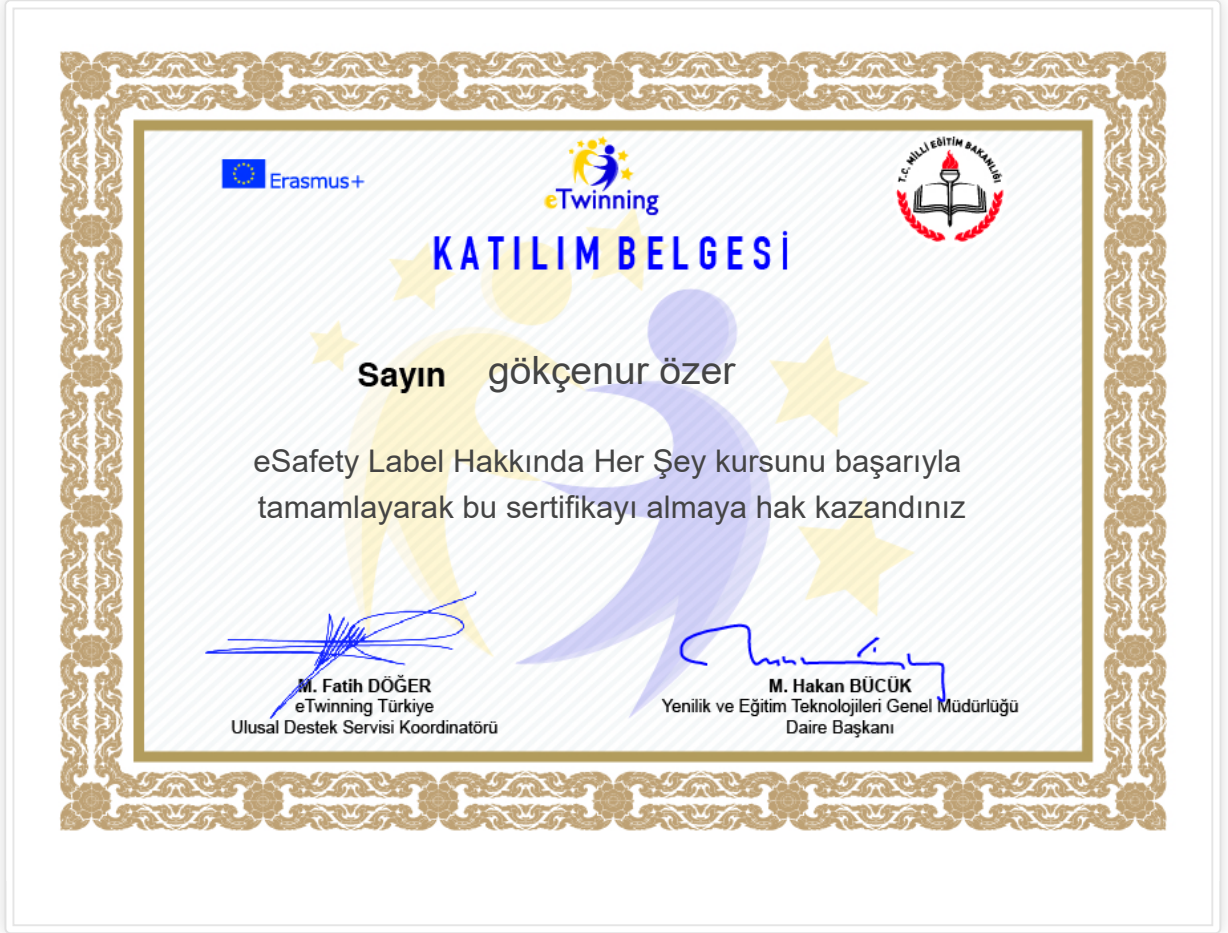 Erasmus+
eTwinning
T.C. MİLLİ EĞİTİM BAKANLIĞI
KATILIM BELGESİ
Sayın gökçenur özer
eSafety Label Hakkında Her Şey kursunu başarıyla
tamamlayarak bu sertifikayı almaya hak kazandınız
M. Fatih DÖĞER
eTwinning Türkiye
Ulusal Destek Servisi Koordinatörü
M. Hakan BÜCÜK
Yenilik ve Eğitim Teknolojileri Genel Müdürlüğü
Daire Başkanı